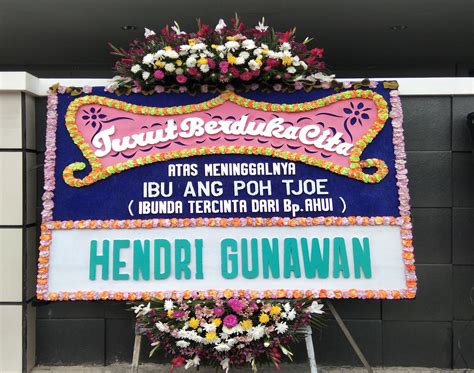 Turut Berduka Cita
ATAS MENINGGALNYA
IBU ANG POH TJOE
( IBUNDA TERCINTA DARI Bp. AHUI )
HENDRI GUNAWAN